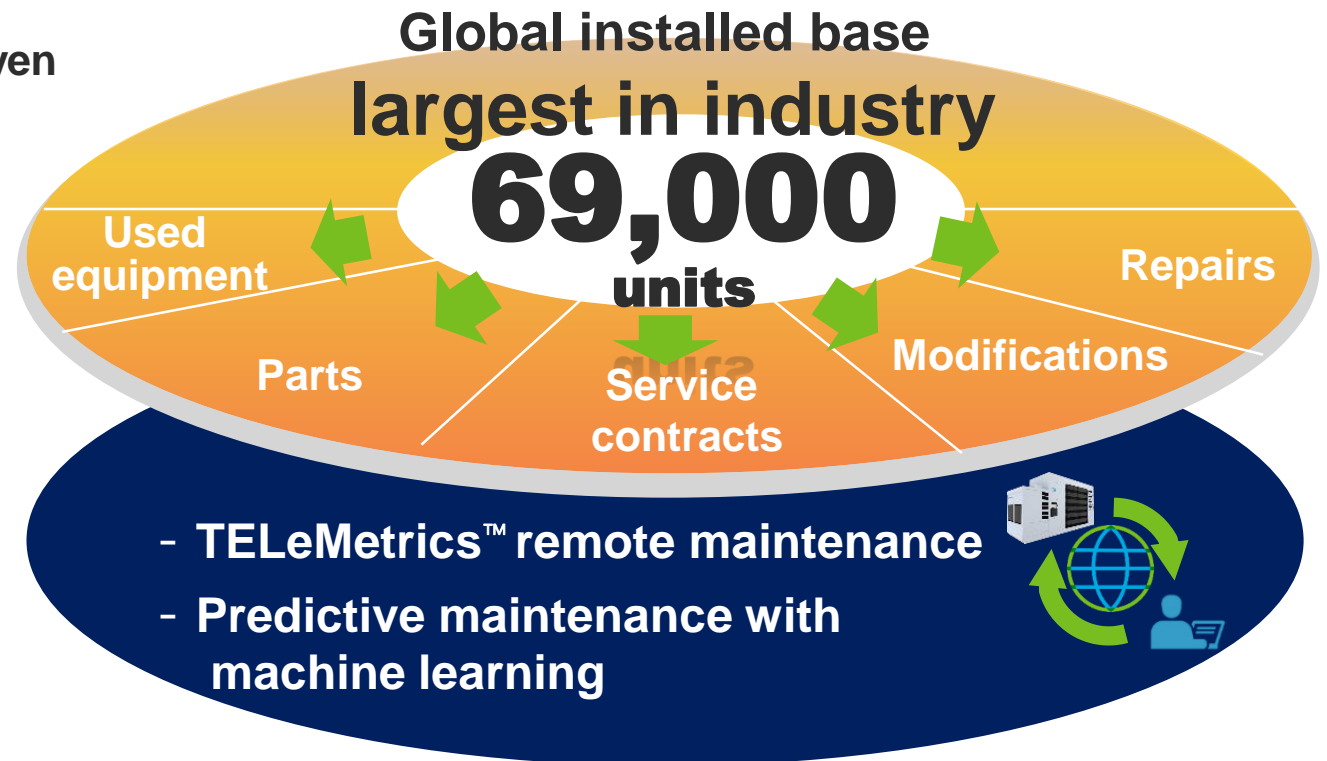 Global installed base
largest in industry
69,000
units
Used
equipment
Parts
Service
contracts
Modifications
Repairs
- TELeMetrics™ remote maintenance
- Predictive maintenance with
machine learning